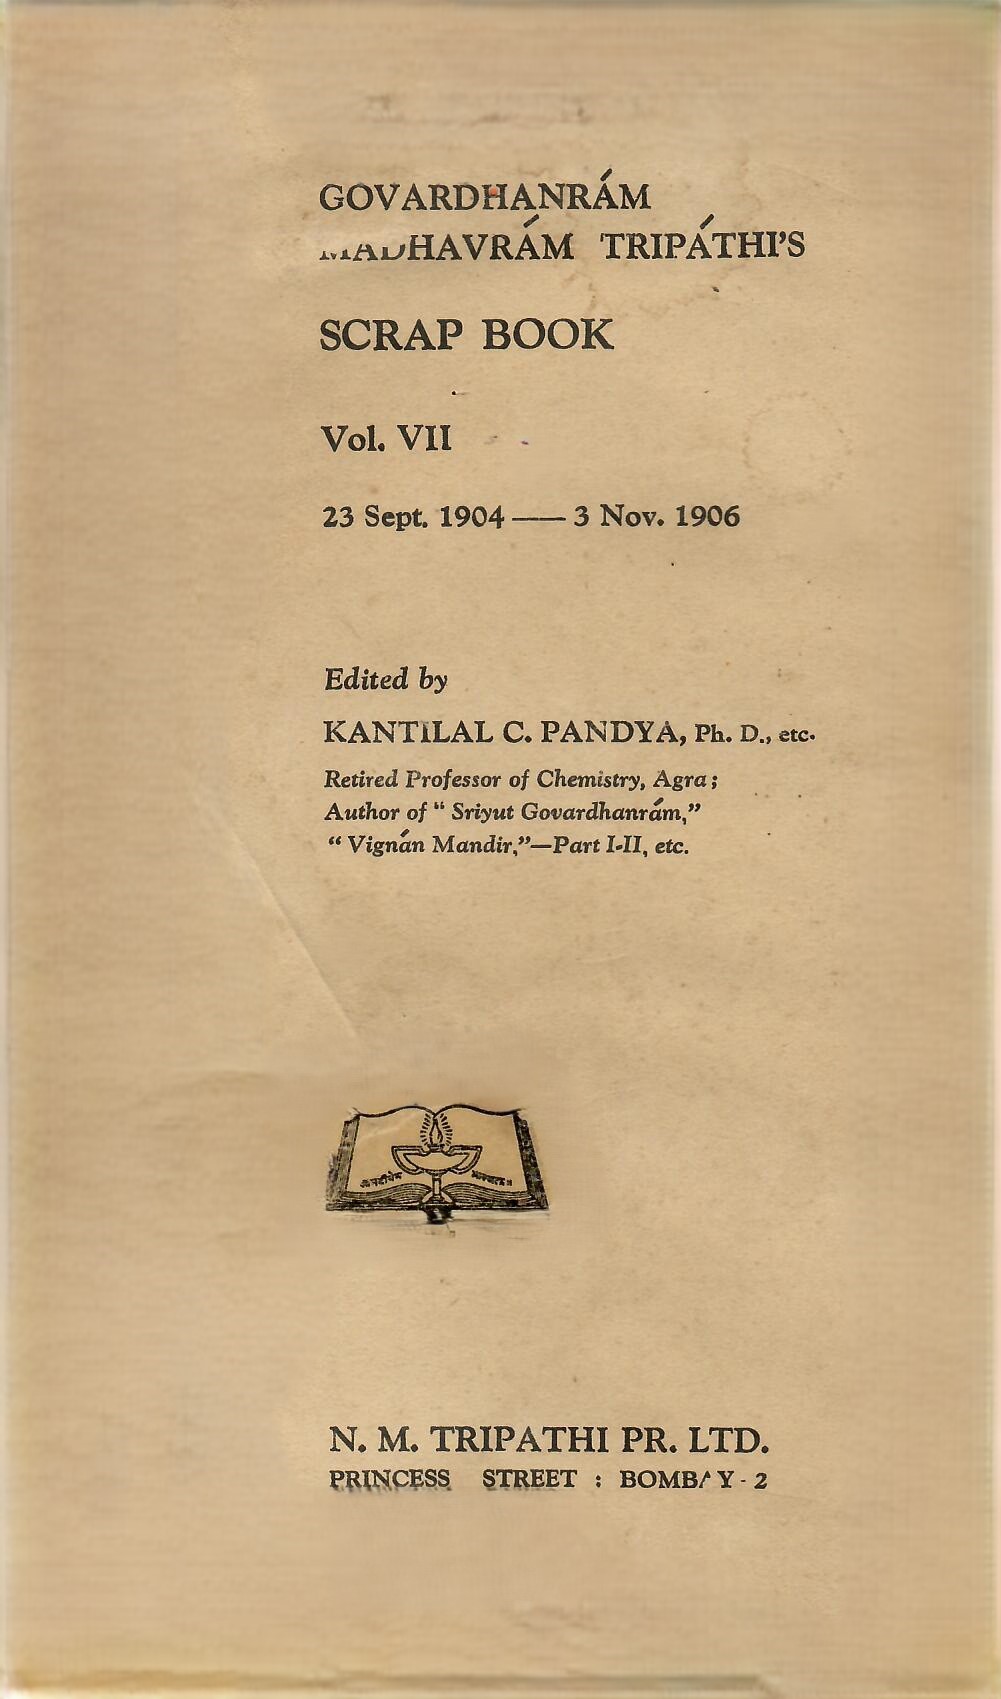 GOVARDHANRÁM
MADHAVRÁM TRIPÁTHI'S
SCRAP BOOK
Vol. VII
23 Sept. 1904 — 3 Nov. 1906
Edited by
KANTILAL C. PANDYA, Ph. D., etc.
Retired Professor of Chemistry, Agra;
Author of “ Sriyut Govardhanrám,”
“ Vignán Mandir,”—Part I-II, etc.
N. M. TRIPATHI PR. LTD.
PRINCESS STREET : BOMBAY - 2